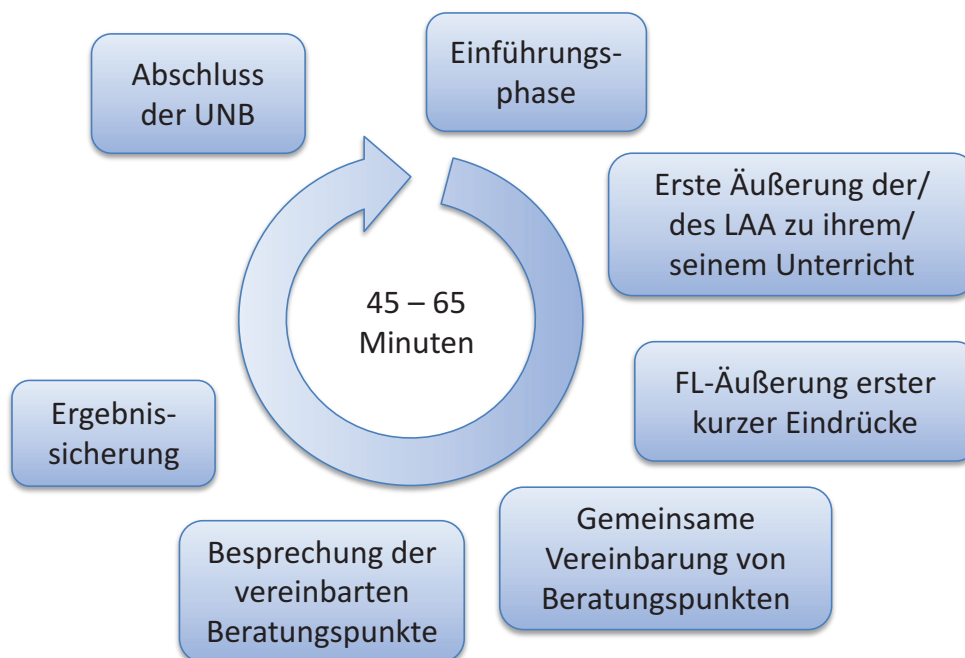 Einführungs-
phase
Erste Äußerung der/
des LAA zu ihrem/
seinem Unterricht
FL-Äußerung erster
kurzer Eindrücke
Gemeinsame
Vereinbarung von
Beratungspunkten
Besprechung der
vereinbarten
Beratungspunkte
Ergebnis-
sicherung
Abschluss
der UNB
45 – 65
Minuten